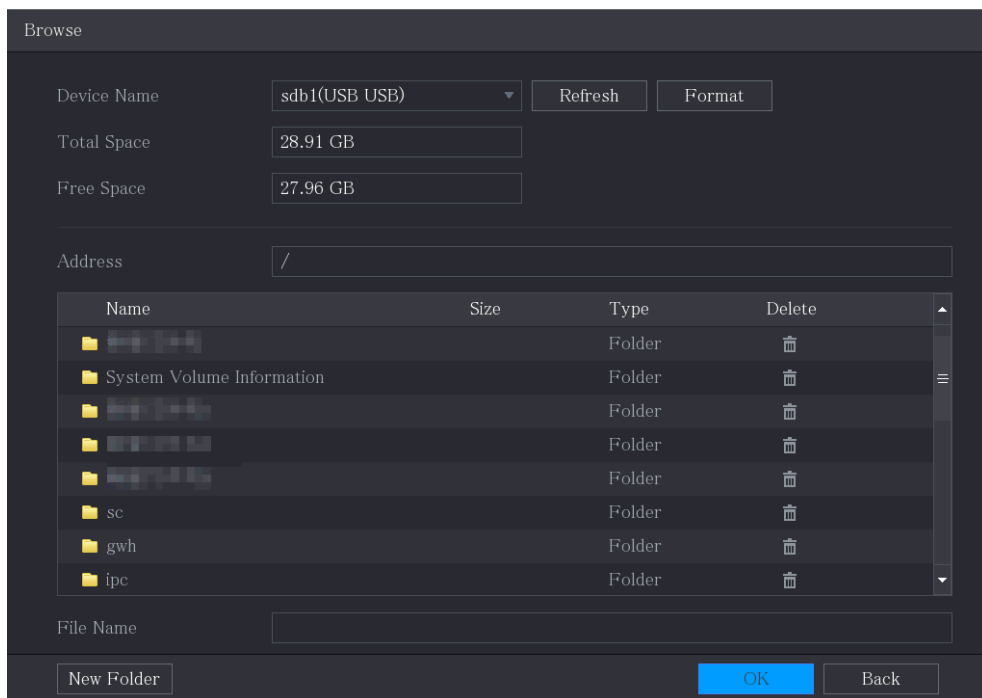 Browse
Device Name sdb1(USB USB) Refresh Format
Total Space 28.91 GB
Free Space 27.96 GB
Address /
Name Size Type Delete
Folder
System Volume Information Folder
Folder
Folder
Folder
sc Folder
gwh Folder
ipc Folder
File Name
New Folder OK Back